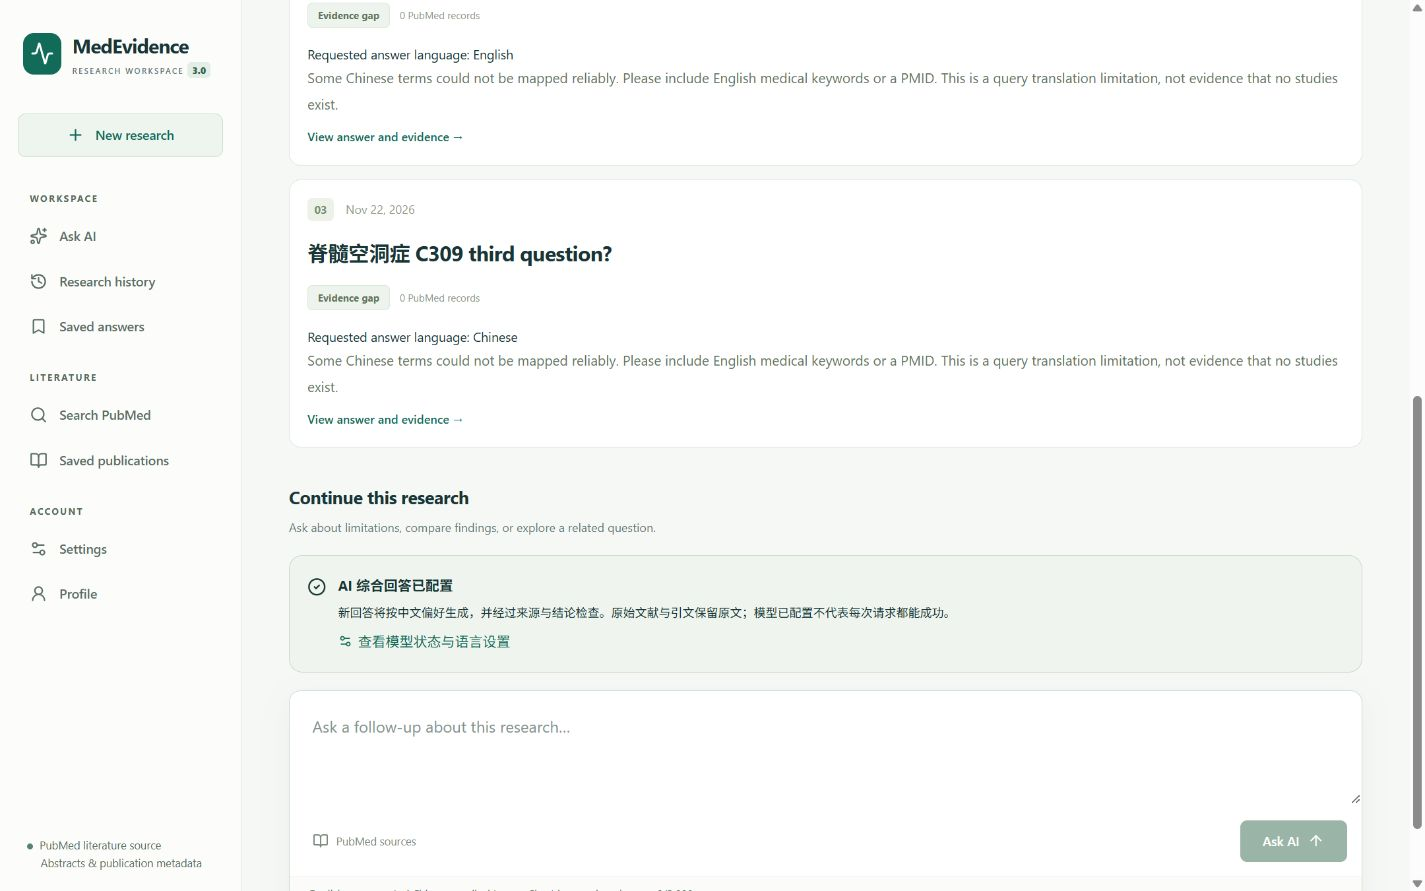 MedEvidence
RESEARCH WORKSPACE 3.0
New research
WORKSPACE
Ask AI
Research history
Saved answers
LITERATURE
Search PubMed
Saved publications
ACCOUNT
Settings
Profile
PubMed literature source
Abstracts & publication metadata
Evidence gap 0 PubMed records
Requested answer language: English
Some Chinese terms could not be mapped reliably. Please include English medical keywords or a PMID. This is a query translation limitation, not evidence that no studies
exist.
View answer and evidence →
03 Nov 22, 2026
脊髓空洞症 C309 third question?
Evidence gap 0 PubMed records
Requested answer language: Chinese
Some Chinese terms could not be mapped reliably. Please include English medical keywords or a PMID. This is a query translation limitation, not evidence that no studies
exist.
View answer and evidence →
Continue this research
Ask about limitations, compare findings, or explore a related question.
AI 综合回答已配置
新回答将按中文偏好生成，并经过来源与结论检查。原始文献与引文保留原文；模型已配置不代表每次请求都能成功。
查看模型状态与语言设置
Ask a follow-up about this research...
PubMed sources
Ask AI ↑